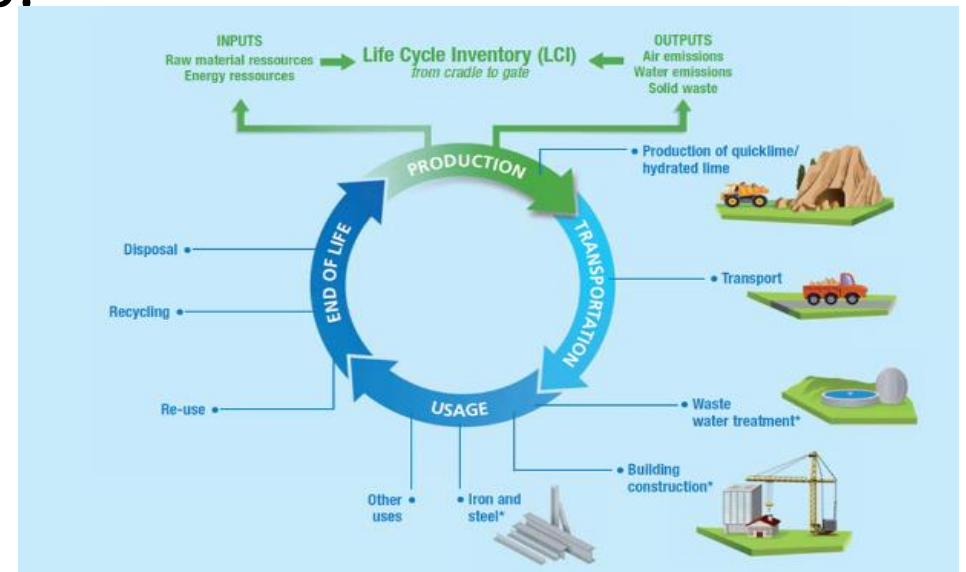 INPUTS
Raw material ressources
Energy ressources
Life Cycle Inventory (LCI)
from cradle to gate
OUTPUTS
Air emissions
Water emissions
Solid waste
PRODUCTION
• Production of quicklime/
hydrated lime
TRANSPORTATION
• Transport
USAGE
• Waste
water treatment*
• Building
construction*
• Iron and
steel*
Other •
uses
END OF LIFE
Re-use •
Recycling •
Disposal •